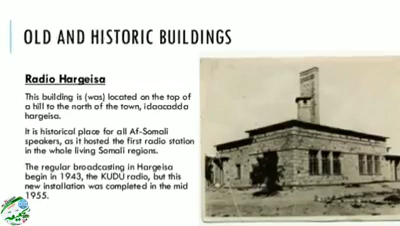 OLD AND HISTORIC BUILDINGS
Radio Hargeisa
This building is (was) located on the top of
a hill to the north of the town, idaacadda
hargeisa.
It is historical place for all Af-Somali
speakers, as it hosted the first radio station
in the whole living Somali regions.
The regular broadcasting in Hargeisa
begin in 1943, the KUDU radio, but this
new installation was completed in the mid
1955.